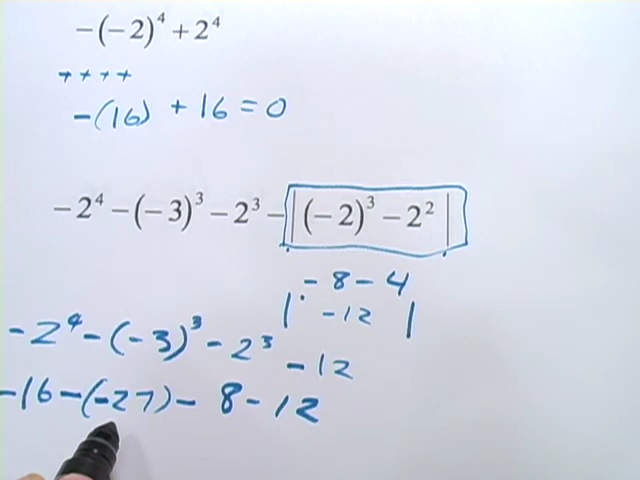 −(−2)⁴ + 2⁴
+ + + +
−(16) + 16 = 0
−2⁴ − (−3)³ − 2³ − |(−2)³ − 2²|
−8 − 4
|−12|
−2⁴ − (−3)³ − 2³ − 12
−16 − (−27) − 8 − 12